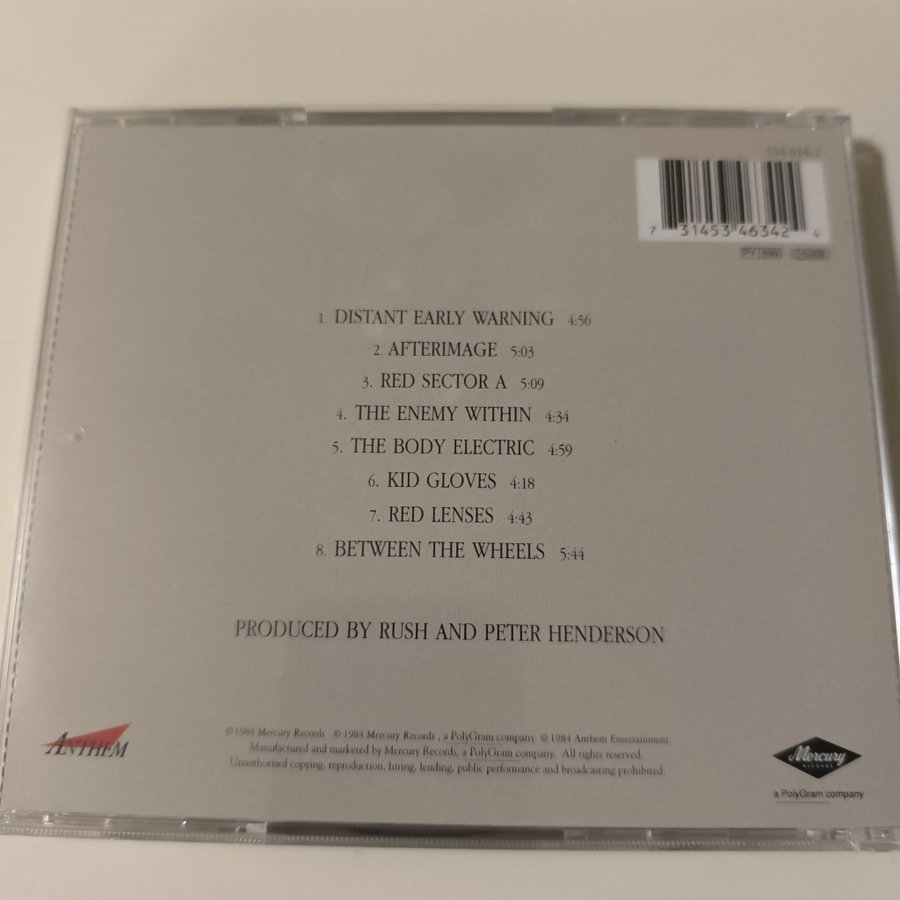 7 31453 46342 4
PY 899
1. DISTANT EARLY WARNING 4:56
2. AFTERIMAGE 5:03
3. RED SECTOR A 5:09
4. THE ENEMY WITHIN 4:34
5. THE BODY ELECTRIC 4:59
6. KID GLOVES 4:18
7. RED LENSES 4:43
8. BETWEEN THE WHEELS 5:44
PRODUCED BY RUSH AND PETER HENDERSON
ANTHEM
℗ 1984 Mercury Records © 1984 Mercury Records , a PolyGram company. © 1984 Anthem Entertainment
Manufactured and marketed by Mercury Records, a PolyGram company. All rights reserved.
Unauthorised copying, reproduction, hiring, lending, public performance and broadcasting prohibited.
Mercury
RECORDS
a PolyGram company